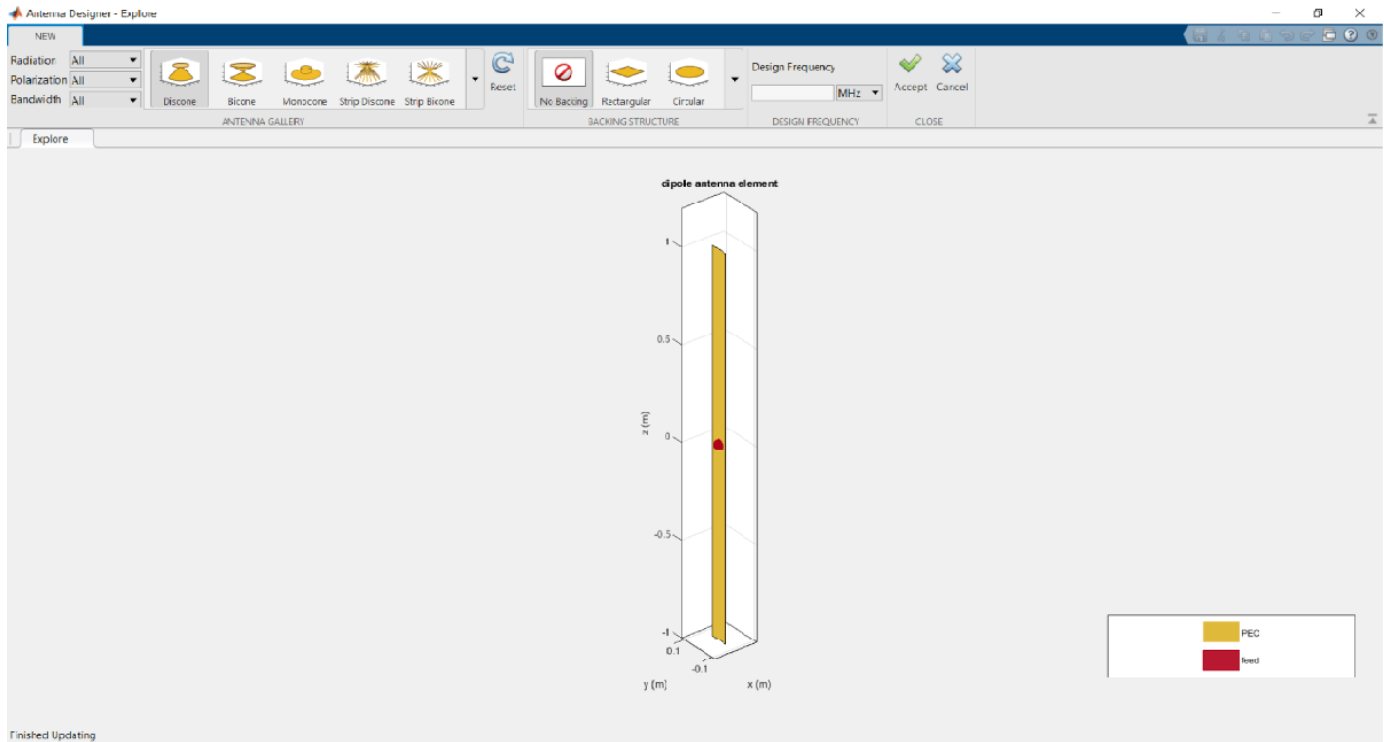 Antenna Designer - Explore
NEW
Radiation All
Polarization All
Bandwidth All
Discone Bicone Monocone Strip Discone Strip Bicone
Reset
ANTENNA GALLERY
No Backing Rectangular Circular
BACKING STRUCTURE
Design Frequency
MHz
DESIGN FREQUENCY
Accept Cancel
CLOSE
Explore
dipole antenna element
1
0.5
z (m)
0
-0.5
-1
0.1
-0.1
y (m) x (m)
PEC
feed
Finished Updating